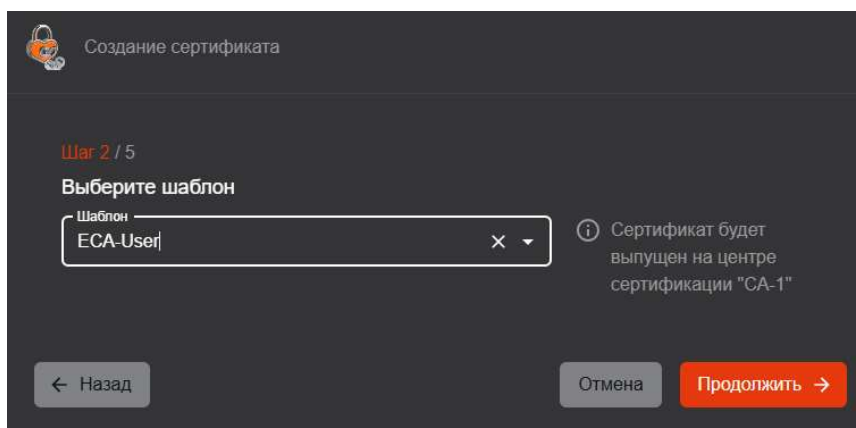 Создание сертификата
Шаг 2 / 5
Выберите шаблон
Шаблон
ECA-User
Сертификат будет
выпущен на центре
сертификации "CA-1"
← Назад
Отмена
Продолжить →